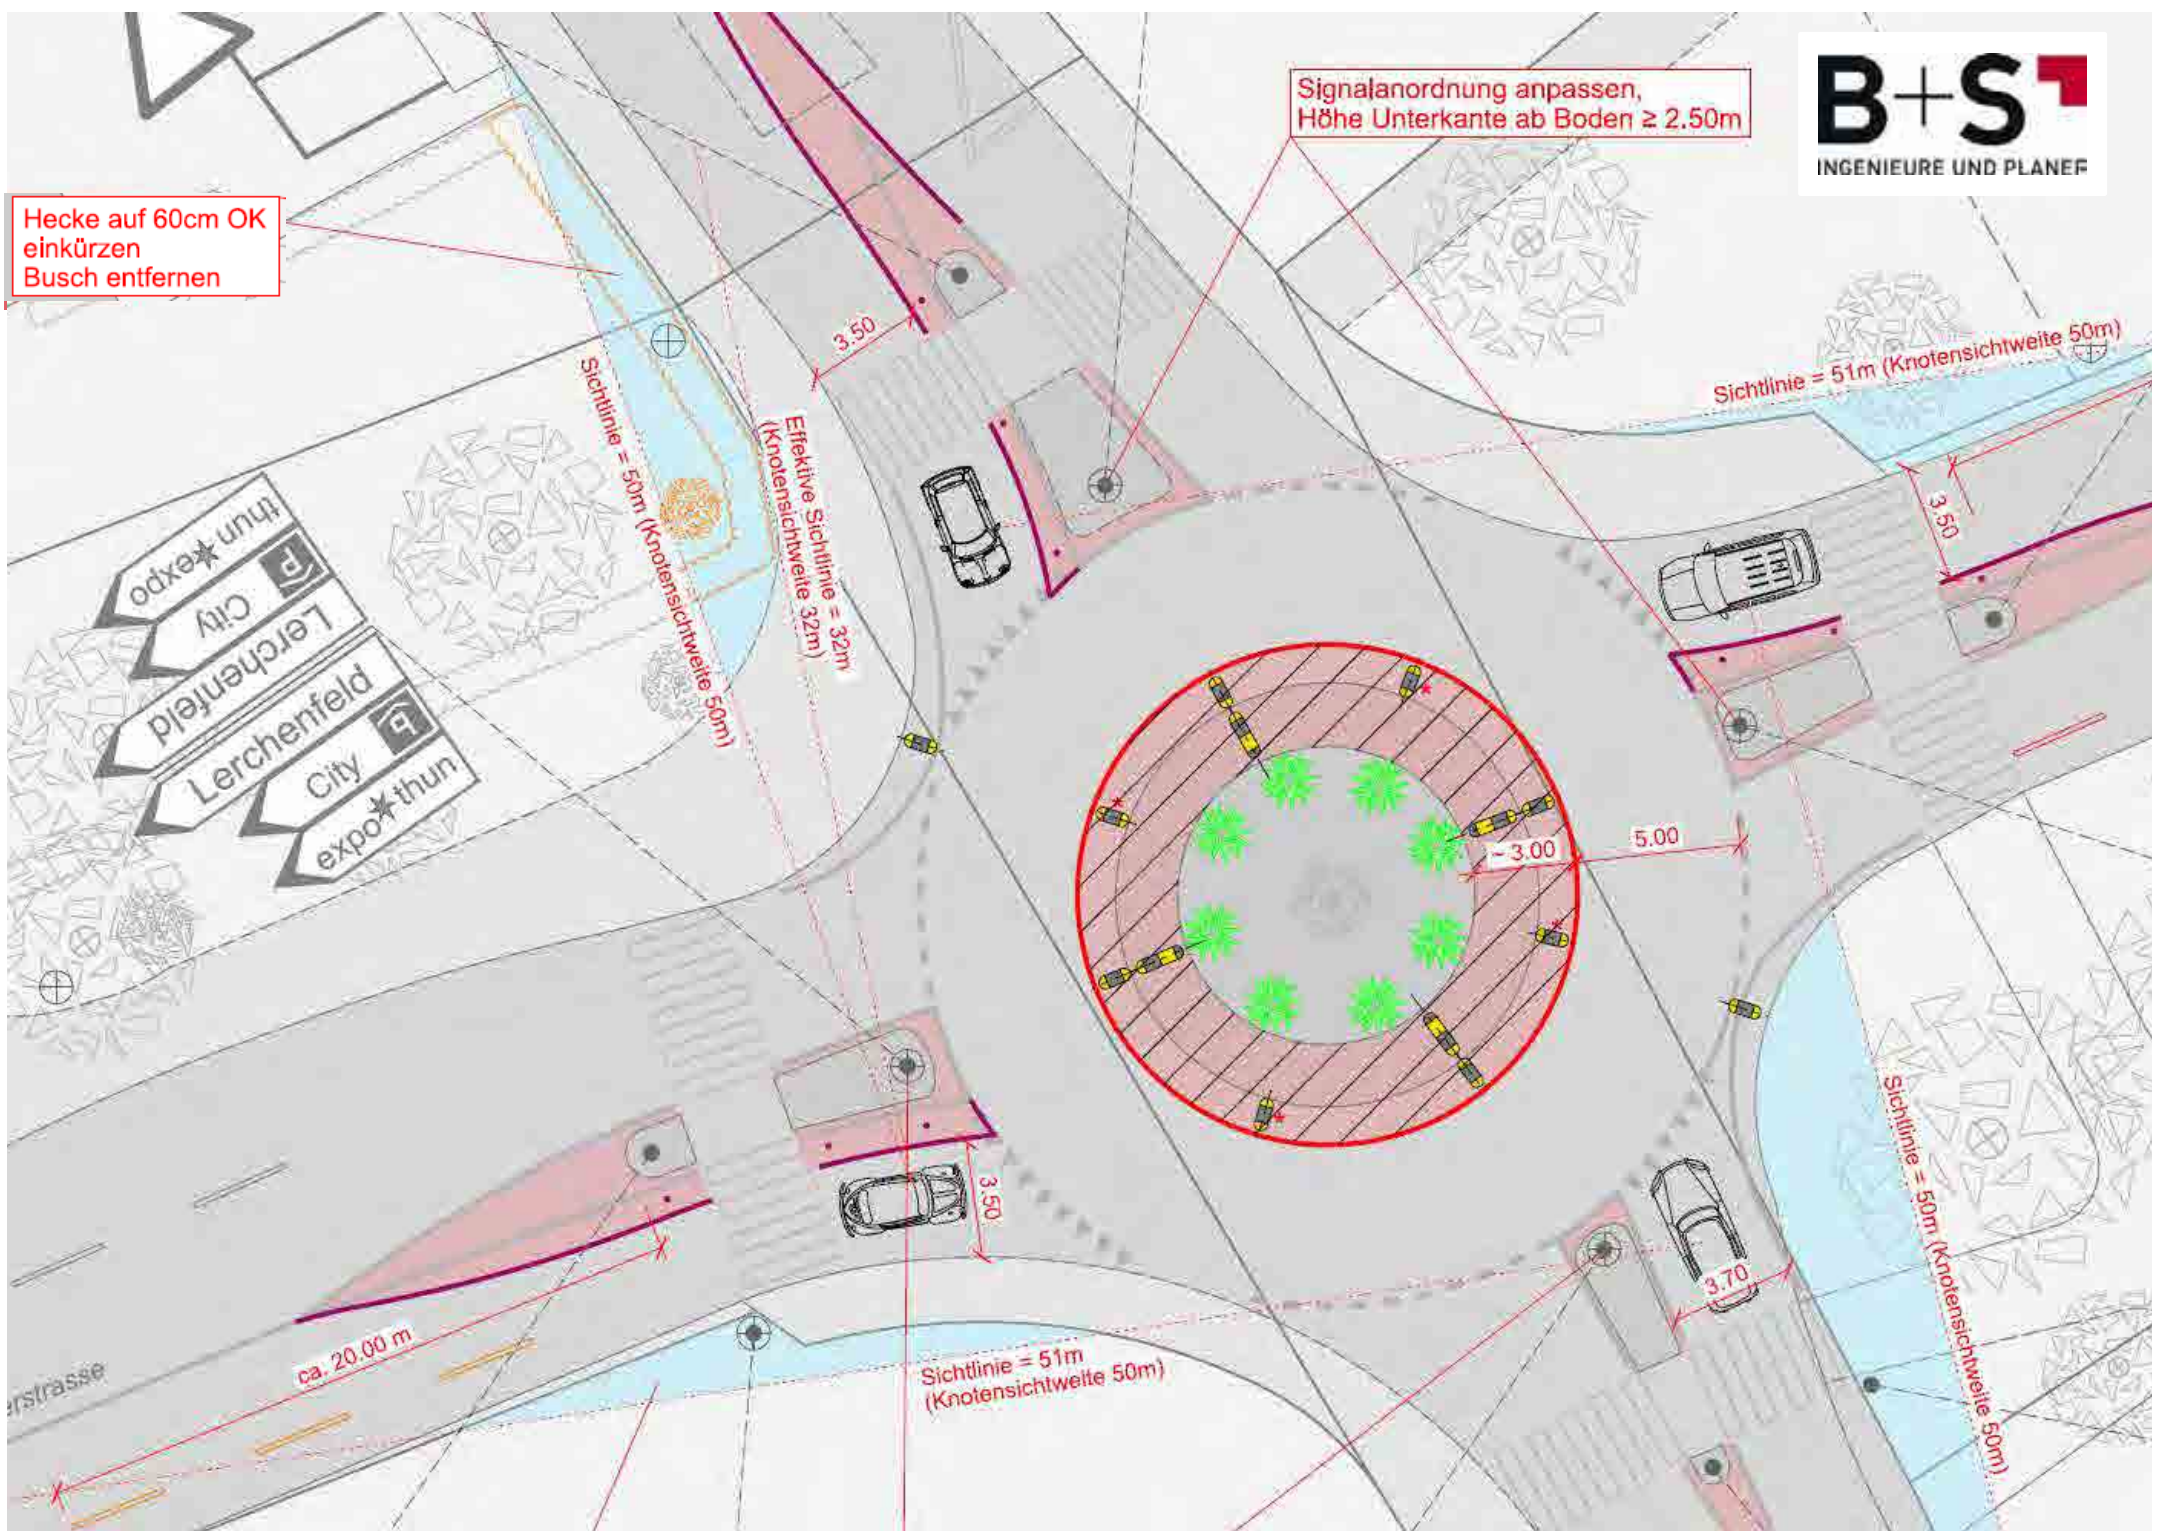 Signalanordnung anpassen,
Höhe Unterkante ab Boden ≥ 2.50m
B+S
INGENIEURE UND PLANER
Hecke auf 60cm OK
einkürzen
Busch entfernen
3.50
Sichtlinie = 51m (Knotensichtweite 50m)
Sichtlinie = 50m (Knotensichtweite 50m)
Effektive Sichtlinie = 32m
(Knotensichtweite 32m)
3.50
thun expo
City
P
Lerchenfeld
Lerchenfeld
City
P
expo thun
~ 3.00
5.00
3.50
Sichtlinie = 50m (Knotensichtweite 50m)
3.70
ca. 20.00 m
erstrasse
Sichtlinie = 51m
(Knotensichtweite 50m)